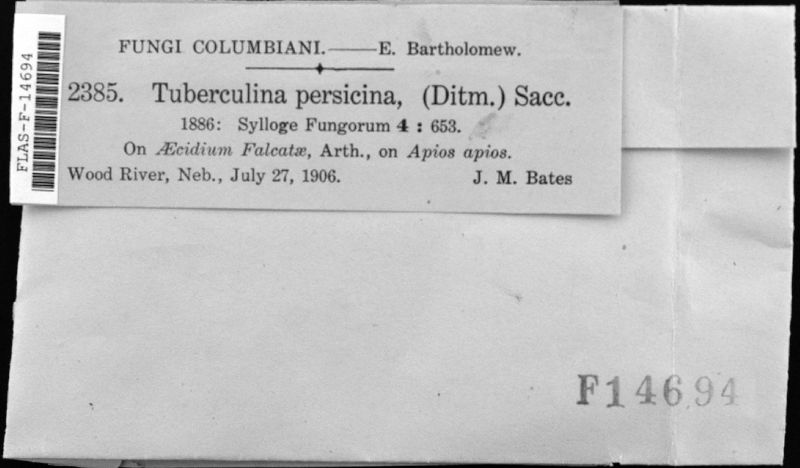 FLAS-F-14694
FUNGI COLUMBIANI.——E. Bartholomew.
2385. Tuberculina persicina, (Ditm.) Sacc.
1886: Sylloge Fungorum 4 : 653.
On Æcidium Falcatæ, Arth., on Apios apios.
Wood River, Neb., July 27, 1906. J. M. Bates
F14694